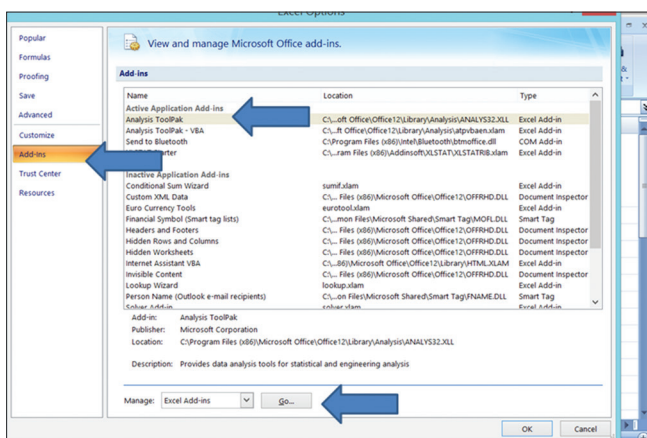 Excel Options
Popular
Formulas
Proofing
Save
Advanced
Customize
Add-Ins
Trust Center
Resources
View and manage Microsoft Office add-ins.
Add-ins
Name Location Type
Active Application Add-ins
Analysis ToolPak C:\...oft Office\Office12\Library\Analysis\ANALYS32.XLL Excel Add-in
Analysis ToolPak - VBA C:\...ft Office\Office12\Library\Analysis\atpvbaen.xlam Excel Add-in
Send to Bluetooth C:\Program Files (x86)\Intel\Bluetooth\btmoffice.dll COM Add-in
arter C:\...ram Files (x86)\Addinsoft\XLSTAT\XLSTATRIB.xlam Excel Add-in
Inactive Application Add-ins
Conditional Sum Wizard sumif.xlam Excel Add-in
Custom XML Data C:\... Files (x86)\Microsoft Office\Office12\OFFRHD.DLL Document Inspector
Euro Currency Tools eurotool.xlam Excel Add-in
Financial Symbol (Smart tag lists) C:\...mon Files\Microsoft Shared\Smart Tag\MOFL.DLL Smart Tag
Headers and Footers C:\... Files (x86)\Microsoft Office\Office12\OFFRHD.DLL Document Inspector
Hidden Rows and Columns C:\... Files (x86)\Microsoft Office\Office12\OFFRHD.DLL Document Inspector
Hidden Worksheets C:\... Files (x86)\Microsoft Office\Office12\OFFRHD.DLL Document Inspector
Internet Assistant VBA C:\...86)\Microsoft Office\Office12\Library\HTML.XLAM Excel Add-in
Invisible Content C:\... Files (x86)\Microsoft Office\Office12\OFFRHD.DLL Document Inspector
Lookup Wizard lookup.xlam Excel Add-in
Person Name (Outlook e-mail recipients) C:\...on Files\Microsoft Shared\Smart Tag\FNAME.DLL Smart Tag
Solver Add-in solver.xlam Excel Add-in
Add-in: Analysis ToolPak
Publisher: Microsoft Corporation
Location: C:\Program Files (x86)\Microsoft Office\Office12\Library\Analysis\ANALYS32.XLL
Description: Provides data analysis tools for statistical and engineering analysis
Manage: Excel Add-ins Go...
OK Cancel